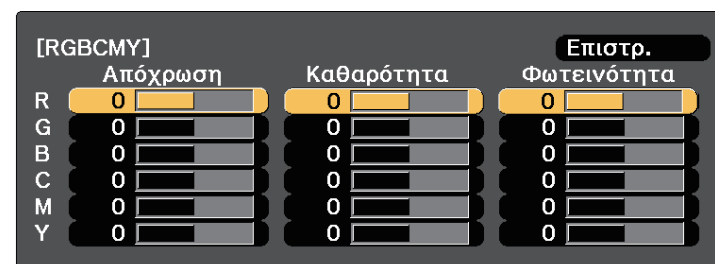 [RGBCMY] Επιστρ.
Απόχρωση Καθαρότητα Φωτεινότητα
R 0 0 0
G 0 0 0
B 0 0 0
C 0 0 0
M 0 0 0
Y 0 0 0